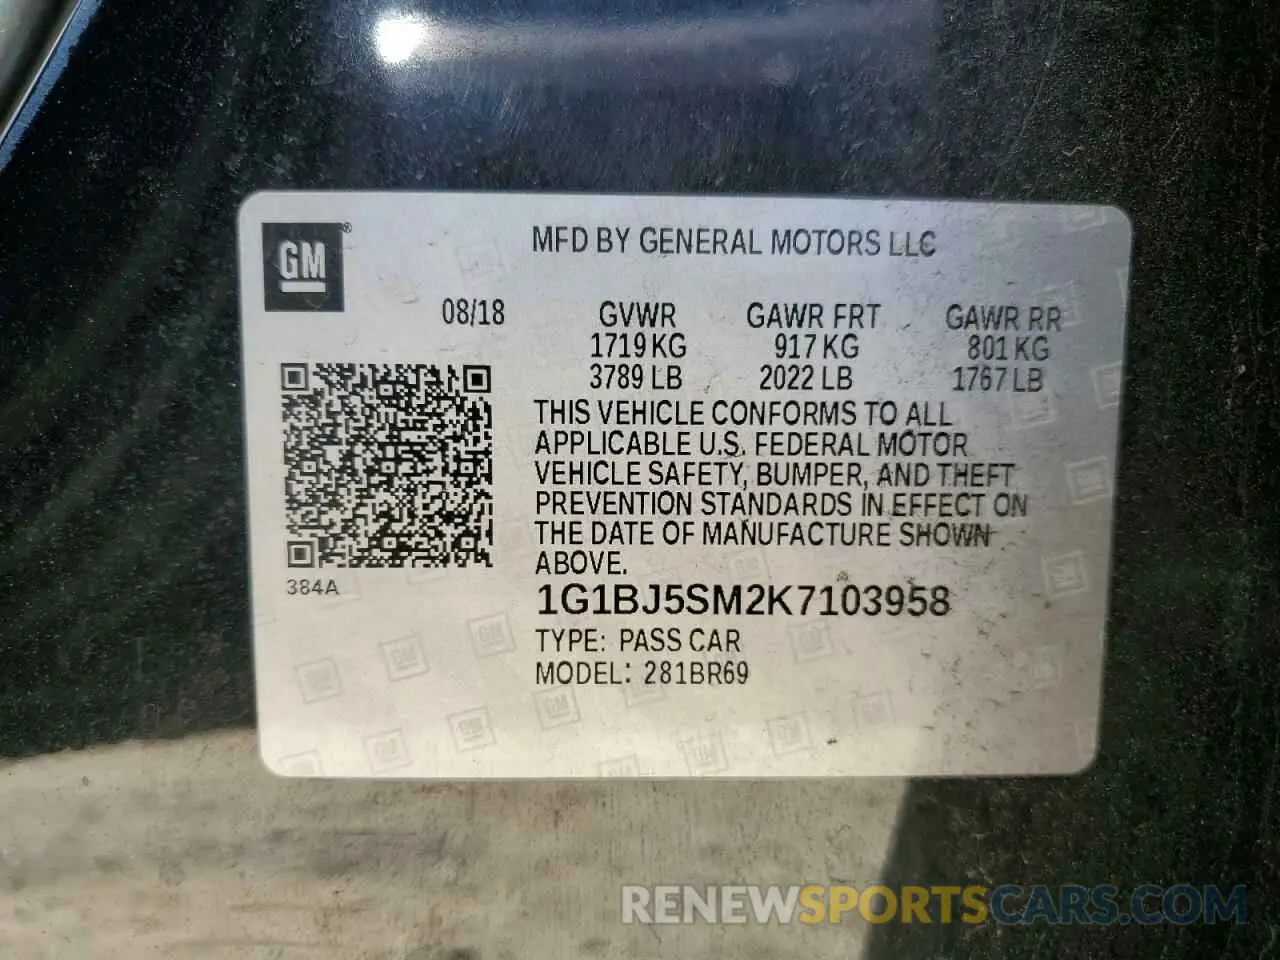 GM®
MFD BY GENERAL MOTORS LLC
08/18
GVWR GAWR FRT GAWR RR
1719 KG 917 KG 801 KG
3789 LB 2022 LB 1767 LB
THIS VEHICLE CONFORMS TO ALL
APPLICABLE U.S. FEDERAL MOTOR
VEHICLE SAFETY, BUMPER, AND THEFT
PREVENTION STANDARDS IN EFFECT ON
THE DATE OF MANUFACTURE SHOWN
ABOVE.
384A
1G1BJ5SM2K7103958
TYPE: PASS CAR
MODEL: 281BR69
RENEWSPORTSCARS.COM